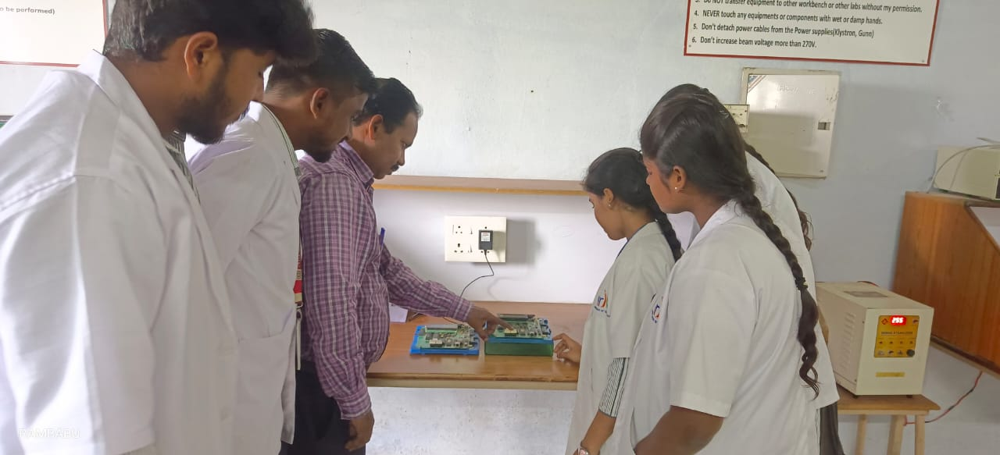 o be performed)
3. Do NOT transfer equipment to other workbench or other labs without my permission.
4. NEVER touch any equipments or components with wet or damp hands.
5. Don't detach power cables from the Power supplies(Klystron, Gunn)
6. Don't increase beam voltage more than 270V.
255
RAMBABU